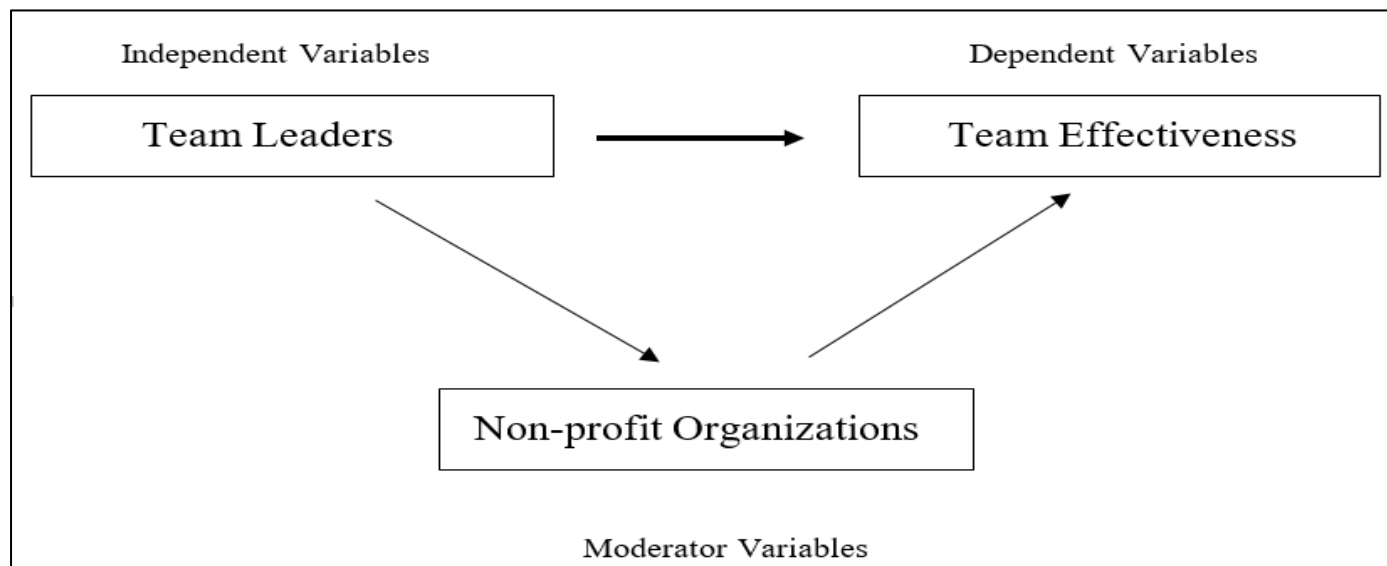 Independent Variables
Dependent Variables
Team Leaders
Team Effectiveness
Non-profit Organizations
Moderator Variables